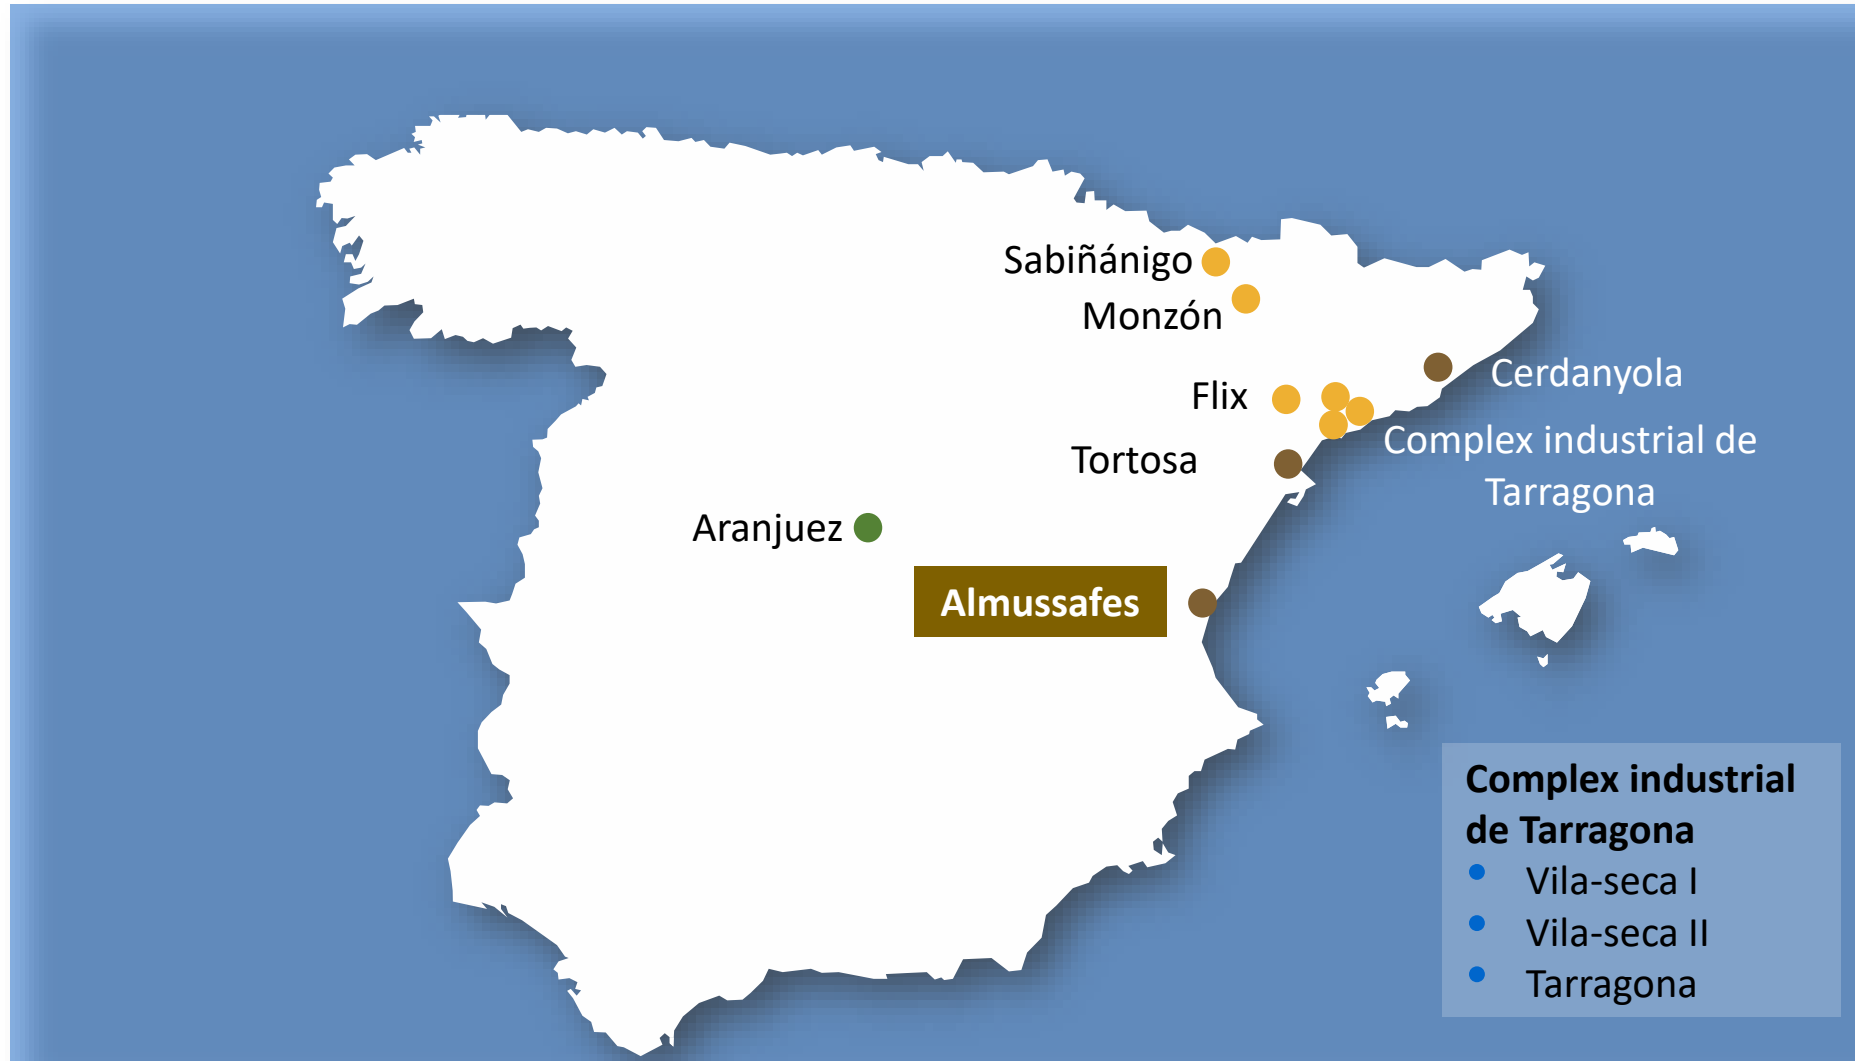 Sabiñánigo
Monzón
Cerdanyola
Flix
Complex industrial de
Tarragona
Tortosa
Aranjuez
Almussafes
Complex industrial
de Tarragona
• Vila-seca I
• Vila-seca II
• Tarragona